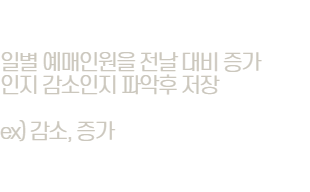 일별 예매인원을 전날 대비 증가
인지 감소인지 파악후 저장
ex) 감소, 증가